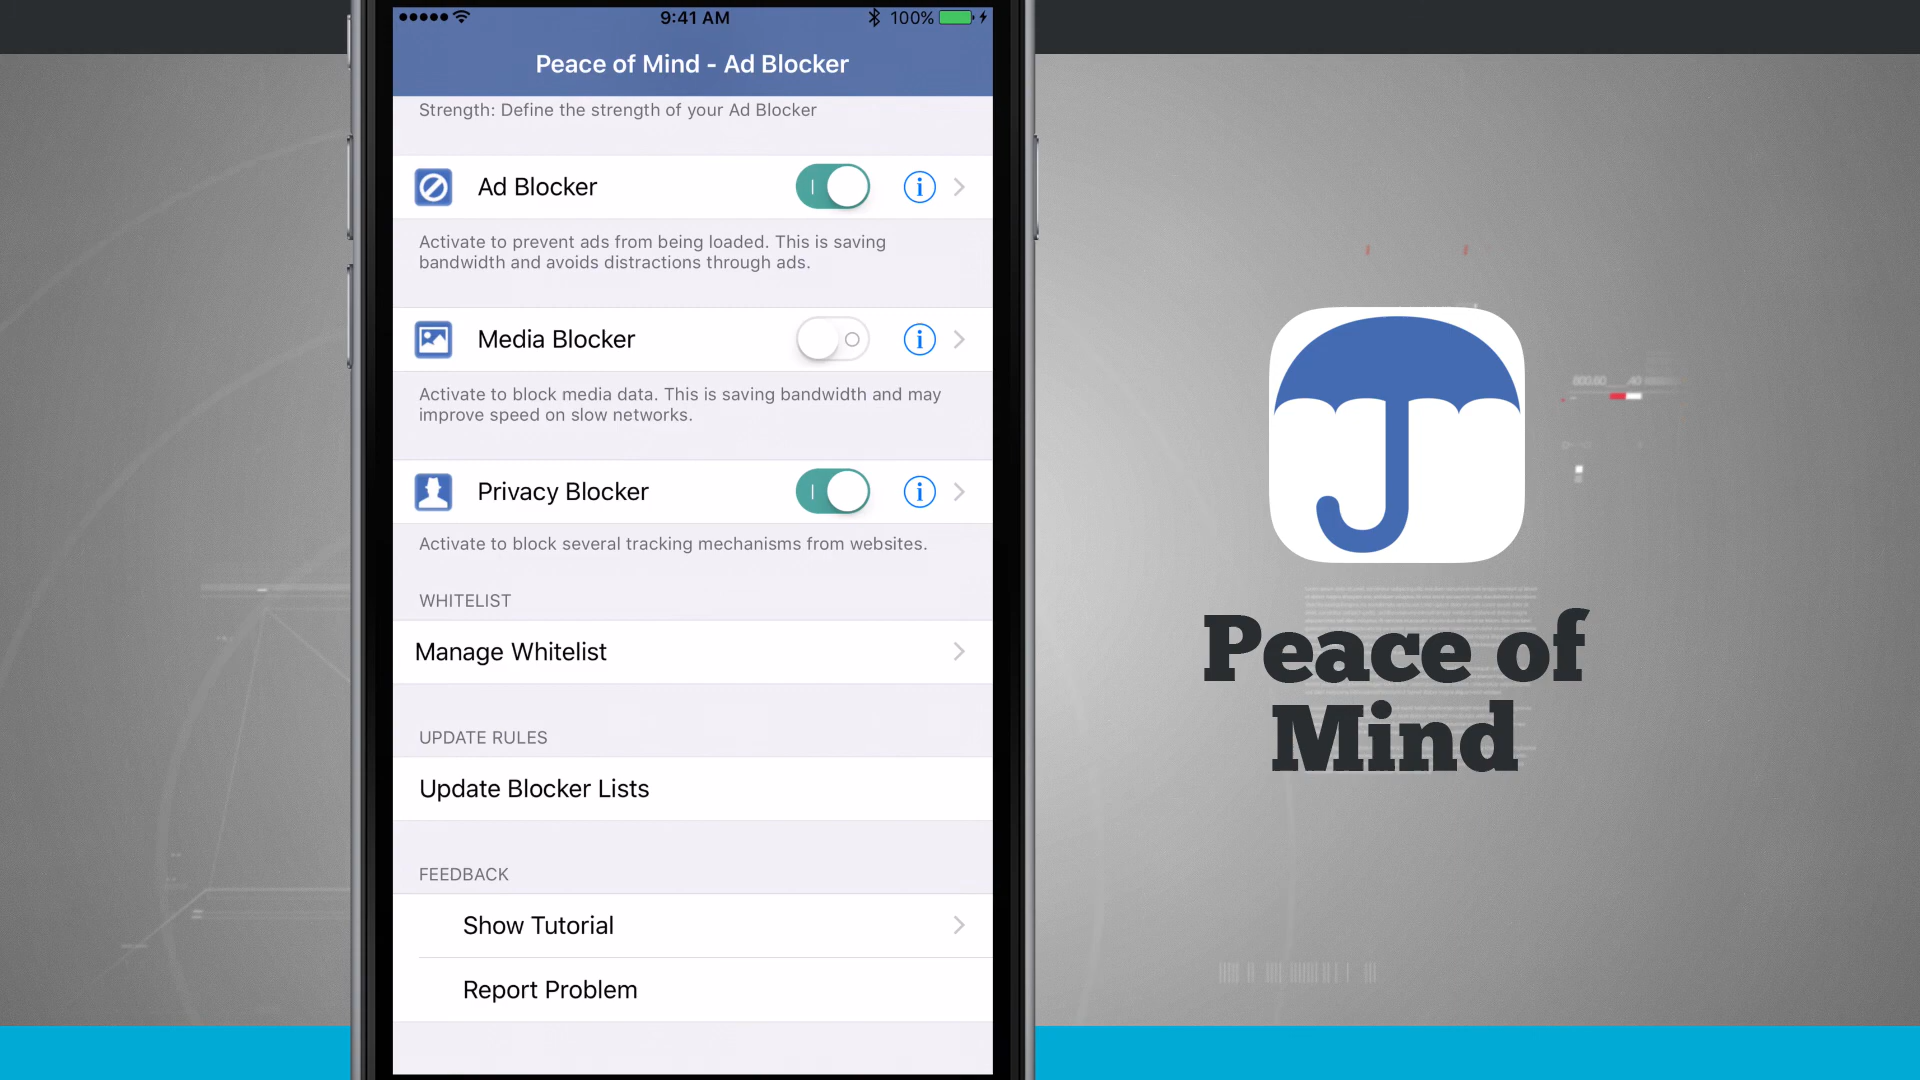 9:41 AM
100%
Peace of Mind - Ad Blocker
Strength: Define the strength of your Ad Blocker
Ad Blocker
Activate to prevent ads from being loaded. This is saving
bandwidth and avoids distractions through ads.
Media Blocker
Activate to block media data. This is saving bandwidth and may
improve speed on slow networks.
Privacy Blocker
Activate to block several tracking mechanisms from websites.
WHITELIST
Manage Whitelist
UPDATE RULES
Update Blocker Lists
FEEDBACK
Show Tutorial
Report Problem
Peace of
Mind